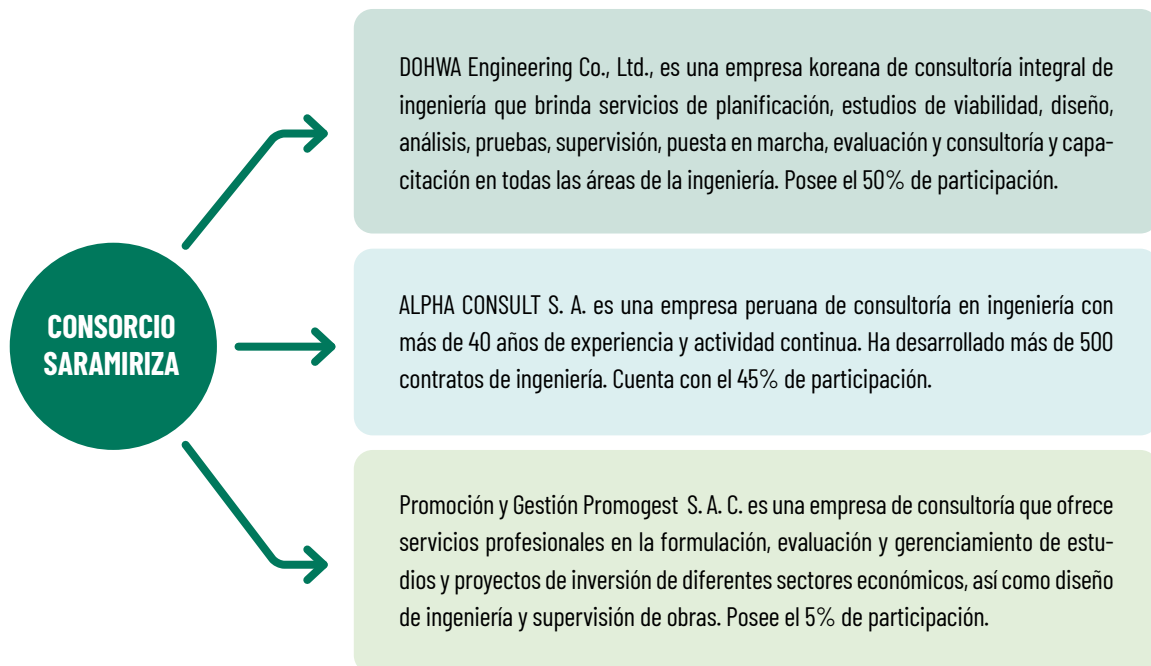 CONSORCIO
SARAMIRIZA
DOHWA Engineering Co., Ltd., es una empresa koreana de consultoría integral de
ingeniería que brinda servicios de planificación, estudios de viabilidad, diseño,
análisis, pruebas, supervisión, puesta en marcha, evaluación y consultoría y capa-
citación en todas las áreas de la ingeniería. Posee el 50% de participación.
ALPHA CONSULT S. A. es una empresa peruana de consultoría en ingeniería con
más de 40 años de experiencia y actividad continua. Ha desarrollado más de 500
contratos de ingeniería. Cuenta con el 45% de participación.
Promoción y Gestión Promogest S. A. C. es una empresa de consultoría que ofrece
servicios profesionales en la formulación, evaluación y gerenciamiento de estu-
dios y proyectos de inversión de diferentes sectores económicos, así como diseño
de ingeniería y supervisión de obras. Posee el 5% de participación.